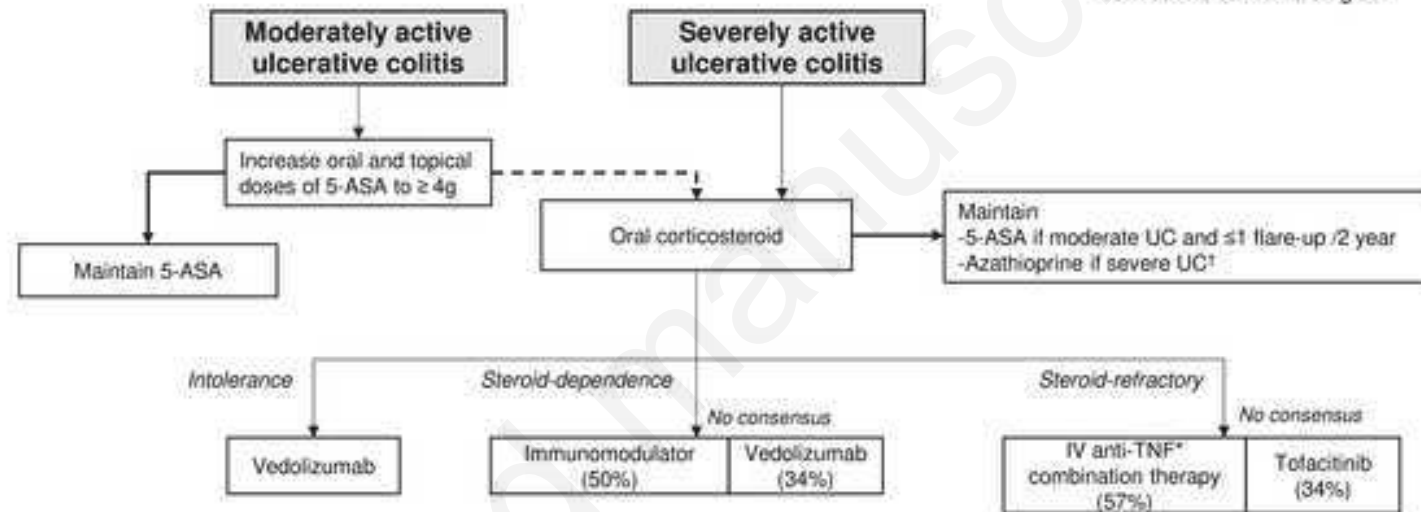 Moderately active
ulcerative colitis
Severely active
ulcerative colitis
Increase oral and topical
doses of 5-ASA to ≥ 4g
Maintain 5-ASA
Oral corticosteroid
Maintain
-5-ASA if moderate UC and ≤1 flare-up /2 year
-Azathioprine if severe UC†
Intolerance
Steroid-dependence
Steroid-refractory
No consensus
No consensus
Vedolizumab
Immunomodulator
(50%)
Vedolizumab
(34%)
IV anti-TNF*
combination therapy
(57%)
Tofacitinib
(34%)